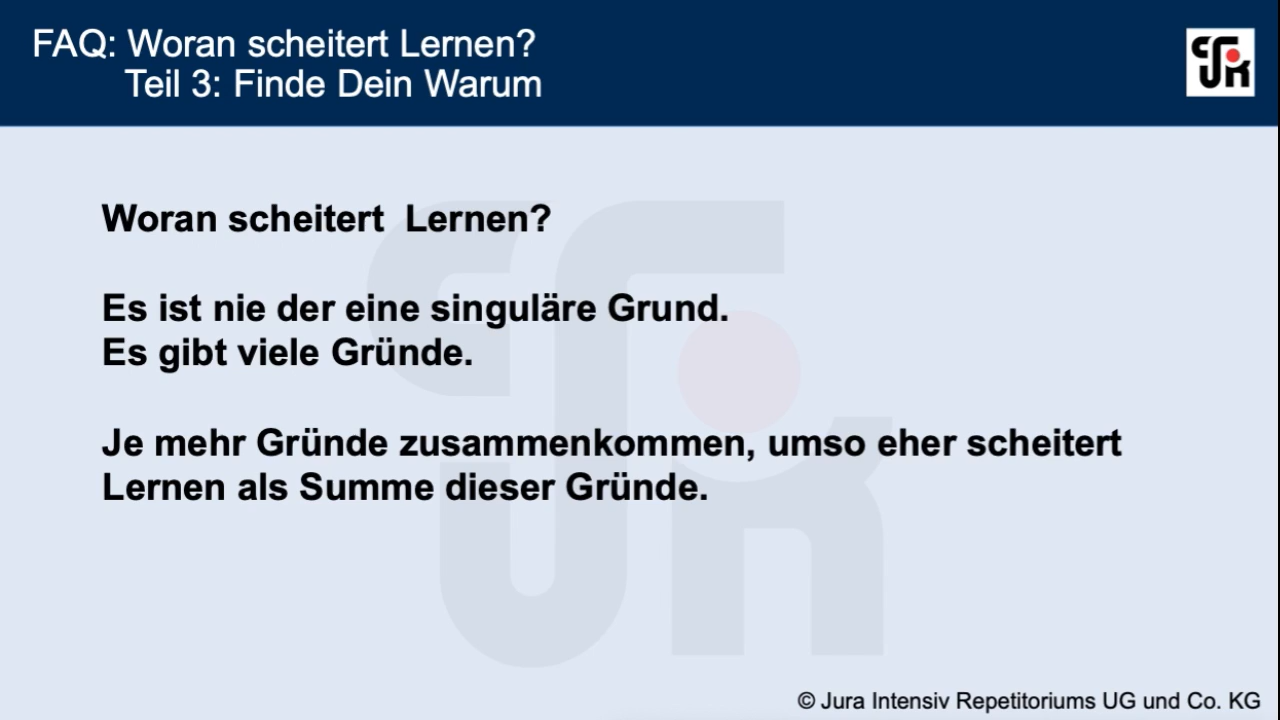 FAQ: Woran scheitert Lernen?
Teil 3: Finde Dein Warum
Woran scheitert  Lernen?
Es ist nie der eine singuläre Grund.
Es gibt viele Gründe.
Je mehr Gründe zusammenkommen, umso eher scheitert
Lernen als Summe dieser Gründe.
© Jura Intensiv Repetitoriums UG und Co. KG